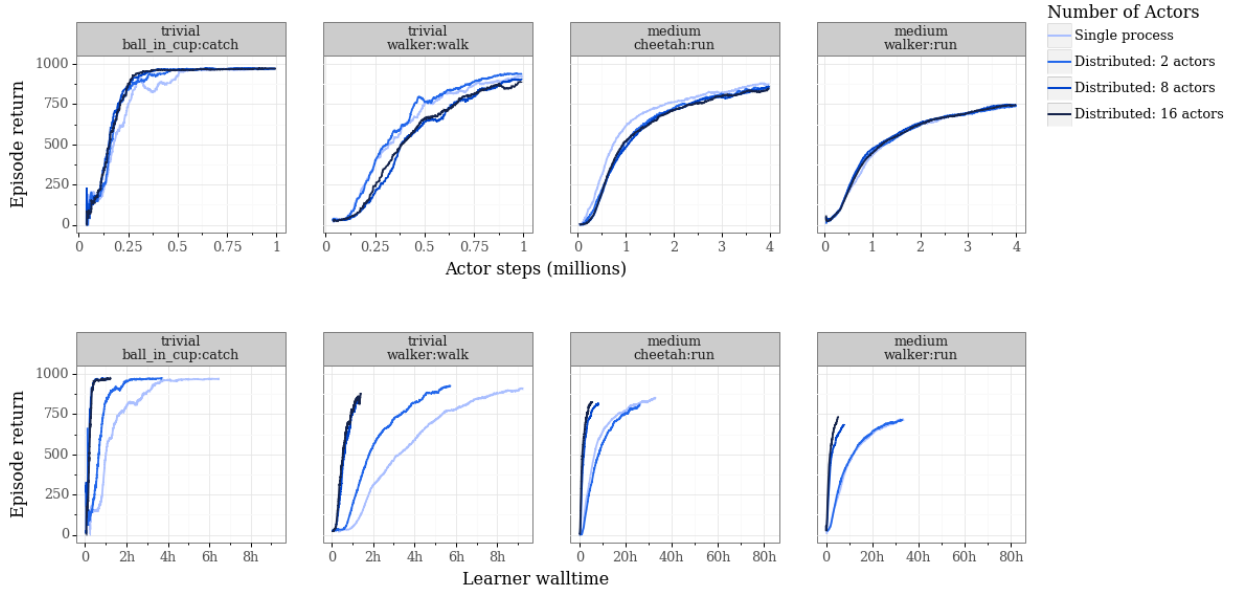 trivial
ball_in_cup:catch
trivial
walker:walk
medium
cheetah:run
medium
walker:run
Number of Actors
Single process
Distributed: 2 actors
Distributed: 8 actors
Distributed: 16 actors
Episode return
1000
750
500
250
0
0 0.25 0.5 0.75 1
0.25 0.5 0.75 1
0 1 2 3 4
0 1 2 3 4
Actor steps (millions)
trivial
ball_in_cup:catch
trivial
walker:walk
medium
cheetah:run
medium
walker:run
Episode return
1000
750
500
250
0
0 2h 4h 6h 8h
0 2h 4h 6h 8h
0 20h 40h 60h 80h
0 20h 40h 60h 80h
Learner walltime